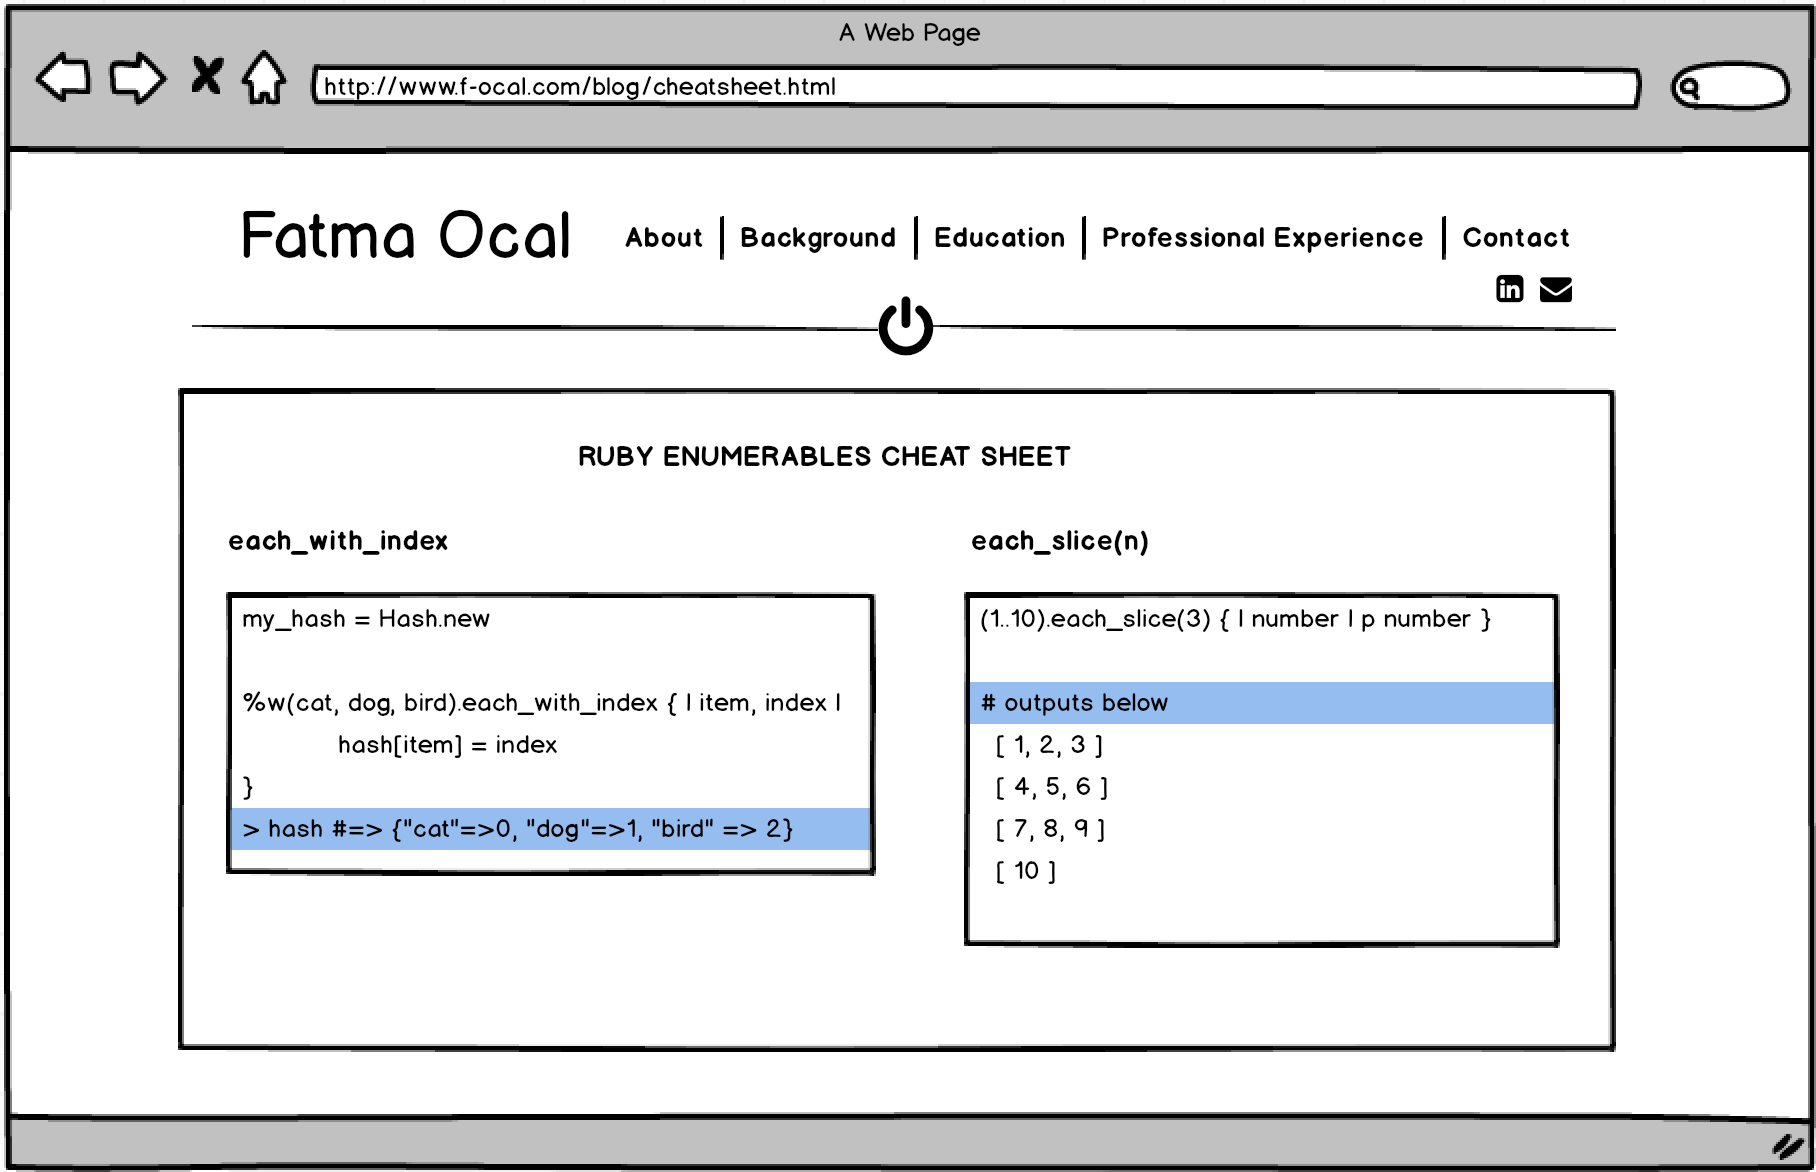 A Web Page
http://www.f-ocal.com/blog/cheatsheet.html
Fatma Ocal
About | Background | Education | Professional Experience | Contact
in
RUBY ENUMERABLES CHEAT SHEET
each_with_index
my_hash = Hash.new
%w(cat, dog, bird).each_with_index { | item, index |
hash[item] = index
}
> hash #=> {"cat"=>0, "dog"=>1, "bird" => 2}
each_slice(n)
(1..10).each_slice(3) { | number | p number }
# outputs below
[ 1, 2, 3 ]
[ 4, 5, 6 ]
[ 7, 8, 9 ]
[ 10 ]